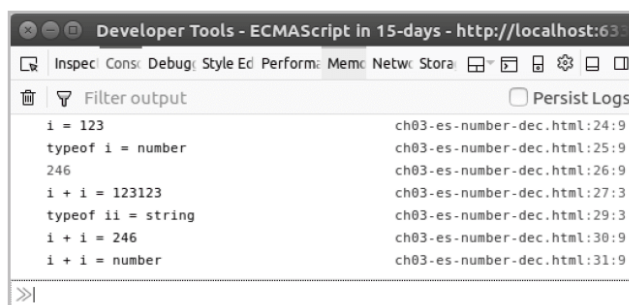 Developer Tools - ECMAScript in 15-days - http://localhost:633
Inspec Cons Debug Style Ed Performa Memo Netwo Stora
Filter output Persist Logs
i = 123 ch03-es-number-dec.html:24:9
typeof i = number ch03-es-number-dec.html:25:9
246 ch03-es-number-dec.html:26:9
i + i = 123123 ch03-es-number-dec.html:27:3
typeof ii = string ch03-es-number-dec.html:29:3
i + i = 246 ch03-es-number-dec.html:30:9
i + i = number ch03-es-number-dec.html:31:9
≫